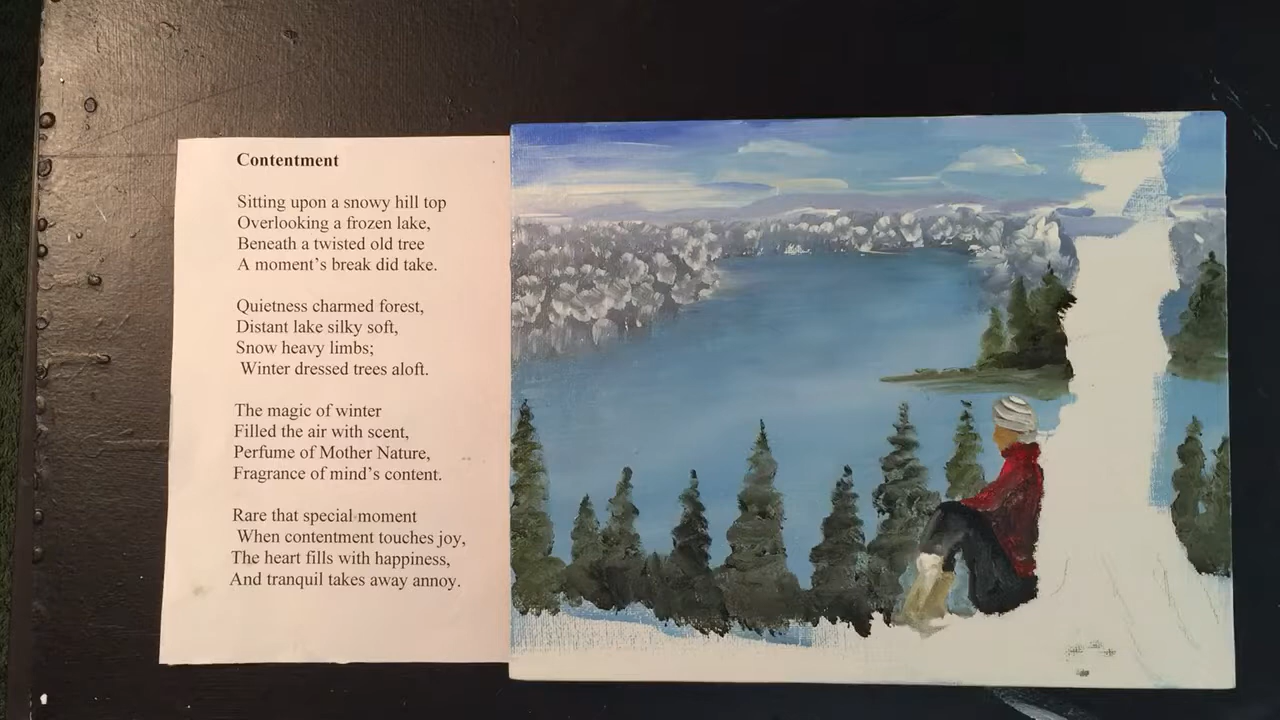 Contentment
Sitting upon a snowy hill top
Overlooking a frozen lake,
Beneath a twisted old tree
A moment's break did take.
Quietness charmed forest,
Distant lake silky soft,
Snow heavy limbs;
Winter dressed trees aloft.
The magic of winter
Filled the air with scent,
Perfume of Mother Nature,
Fragrance of mind's content.
Rare that special moment
When contentment touches joy,
The heart fills with happiness,
And tranquil takes away annoy.